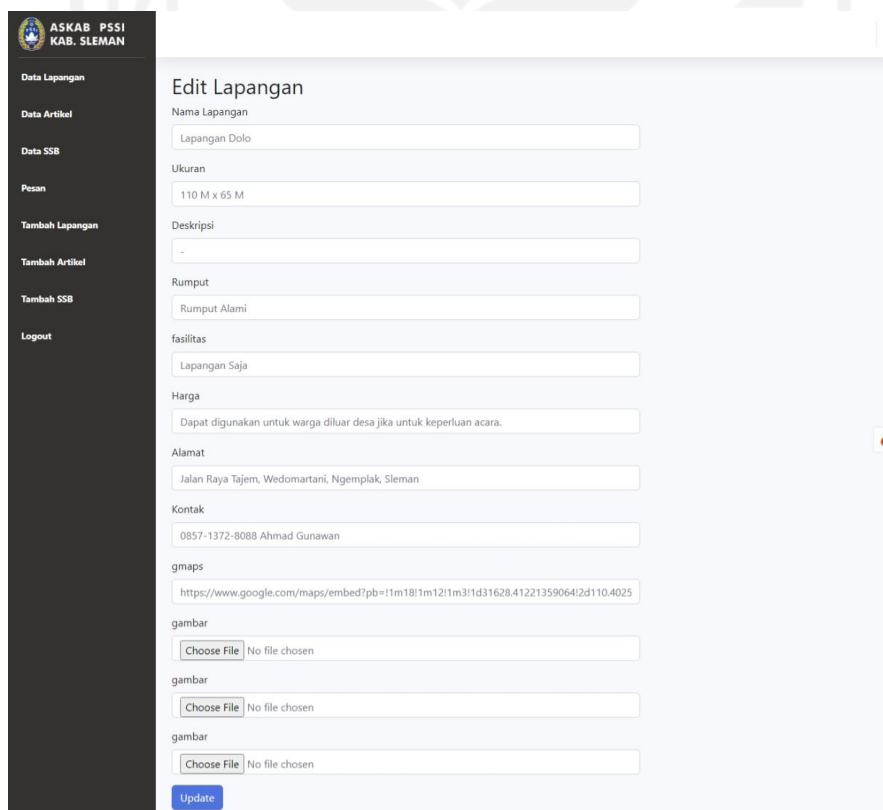 ASKAB PSSI
KAB. SLEMAN
Data Lapangan
Data Artikel
Data SSB
Pesan
Tambah Lapangan
Tambah Artikel
Tambah SSB
Logout
Edit Lapangan
Nama Lapangan
Lapangan Dolo
Ukuran
110 M x 65 M
Deskripsi
-
Rumput
Rumput Alami
fasilitas
Lapangan Saja
Harga
Dapat digunakan untuk warga diluar desa jika untuk keperluan acara.
Alamat
Jalan Raya Tajem, Wedomartani, Ngemplak, Sleman
Kontak
0857-1372-8088 Ahmad Gunawan
gmaps
https://www.google.com/maps/embed?pb=!1m18!1m12!1m3!1d31628.41221359064!2d110.4025
gambar
Choose File No file chosen
gambar
Choose File No file chosen
gambar
Choose File No file chosen
Update